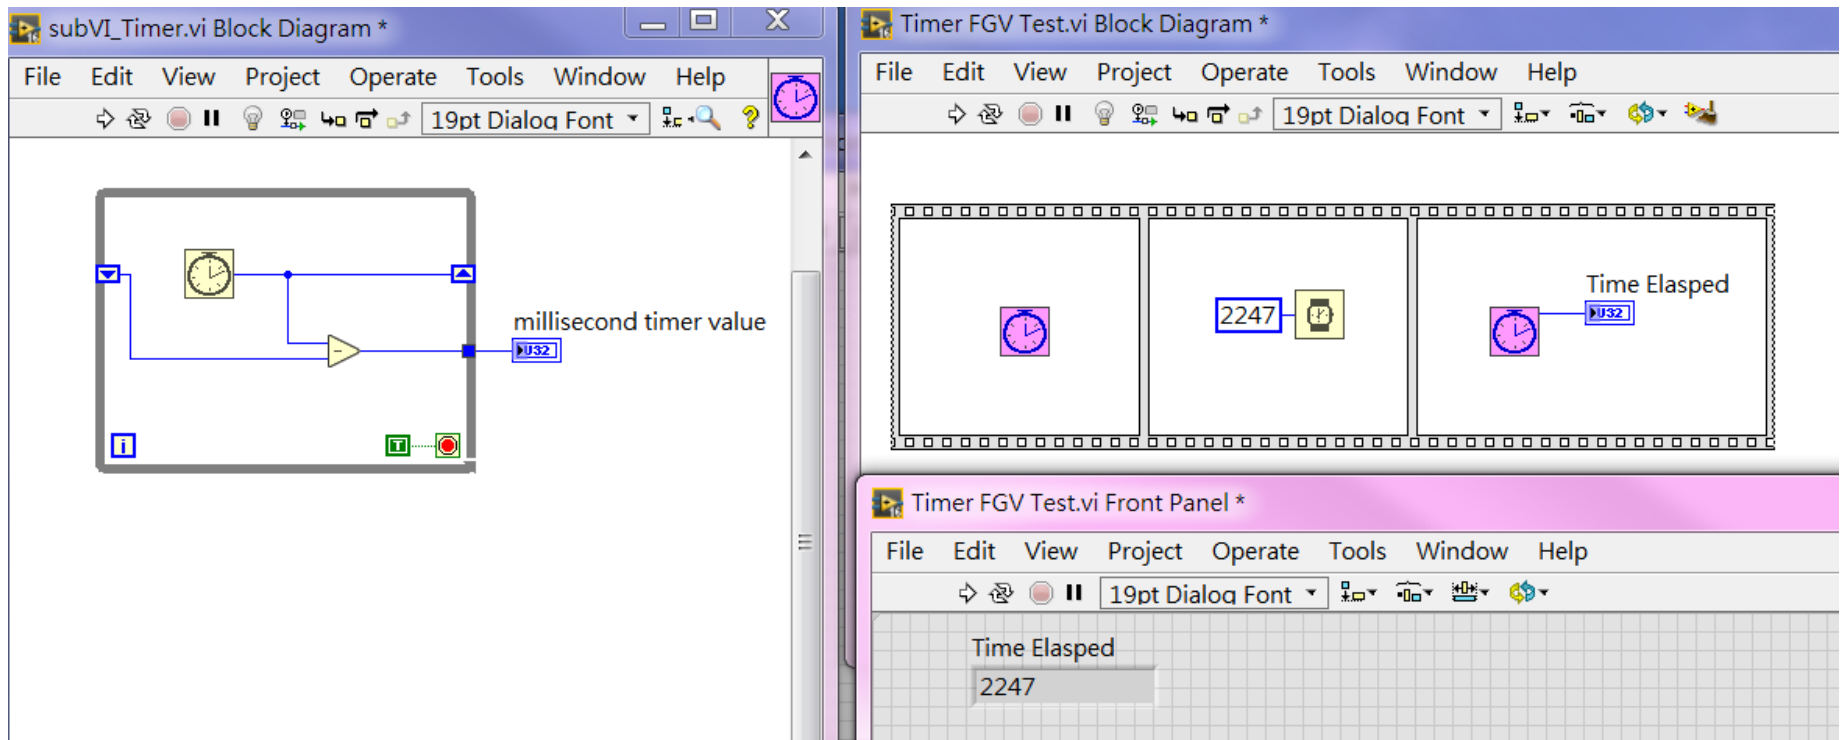 subVI_Timer.vi Block Diagram *
File Edit View Project Operate Tools Window Help
19pt Dialog Font
millisecond timer value
U32
i
T
Timer FGV Test.vi Block Diagram *
File Edit View Project Operate Tools Window Help
19pt Dialog Font
2247
Time Elasped
U32
Timer FGV Test.vi Front Panel *
File Edit View Project Operate Tools Window Help
19pt Dialog Font
Time Elasped
2247